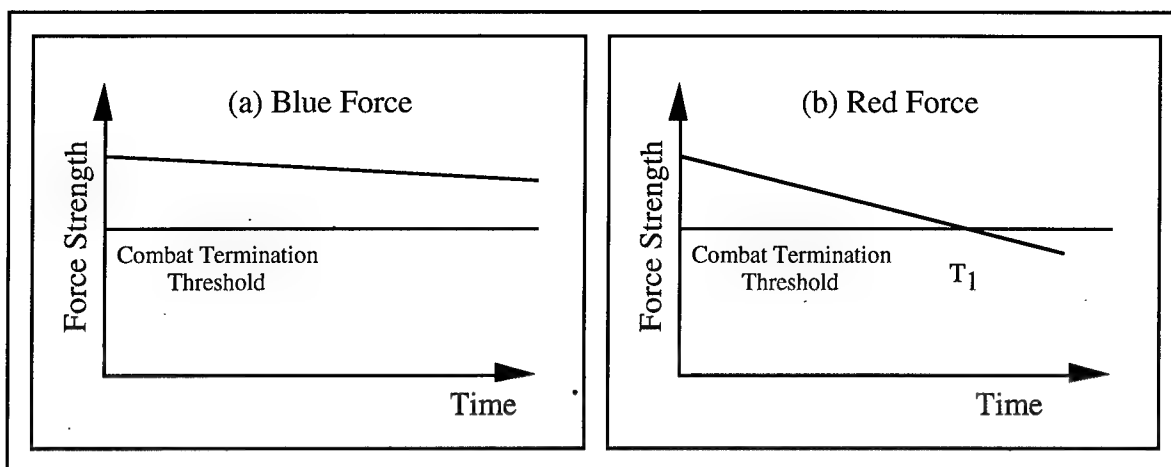 (a) Blue Force
Force Strength
Combat Termination
Threshold
Time
(b) Red Force
Force Strength
Combat Termination
Threshold
T1
Time